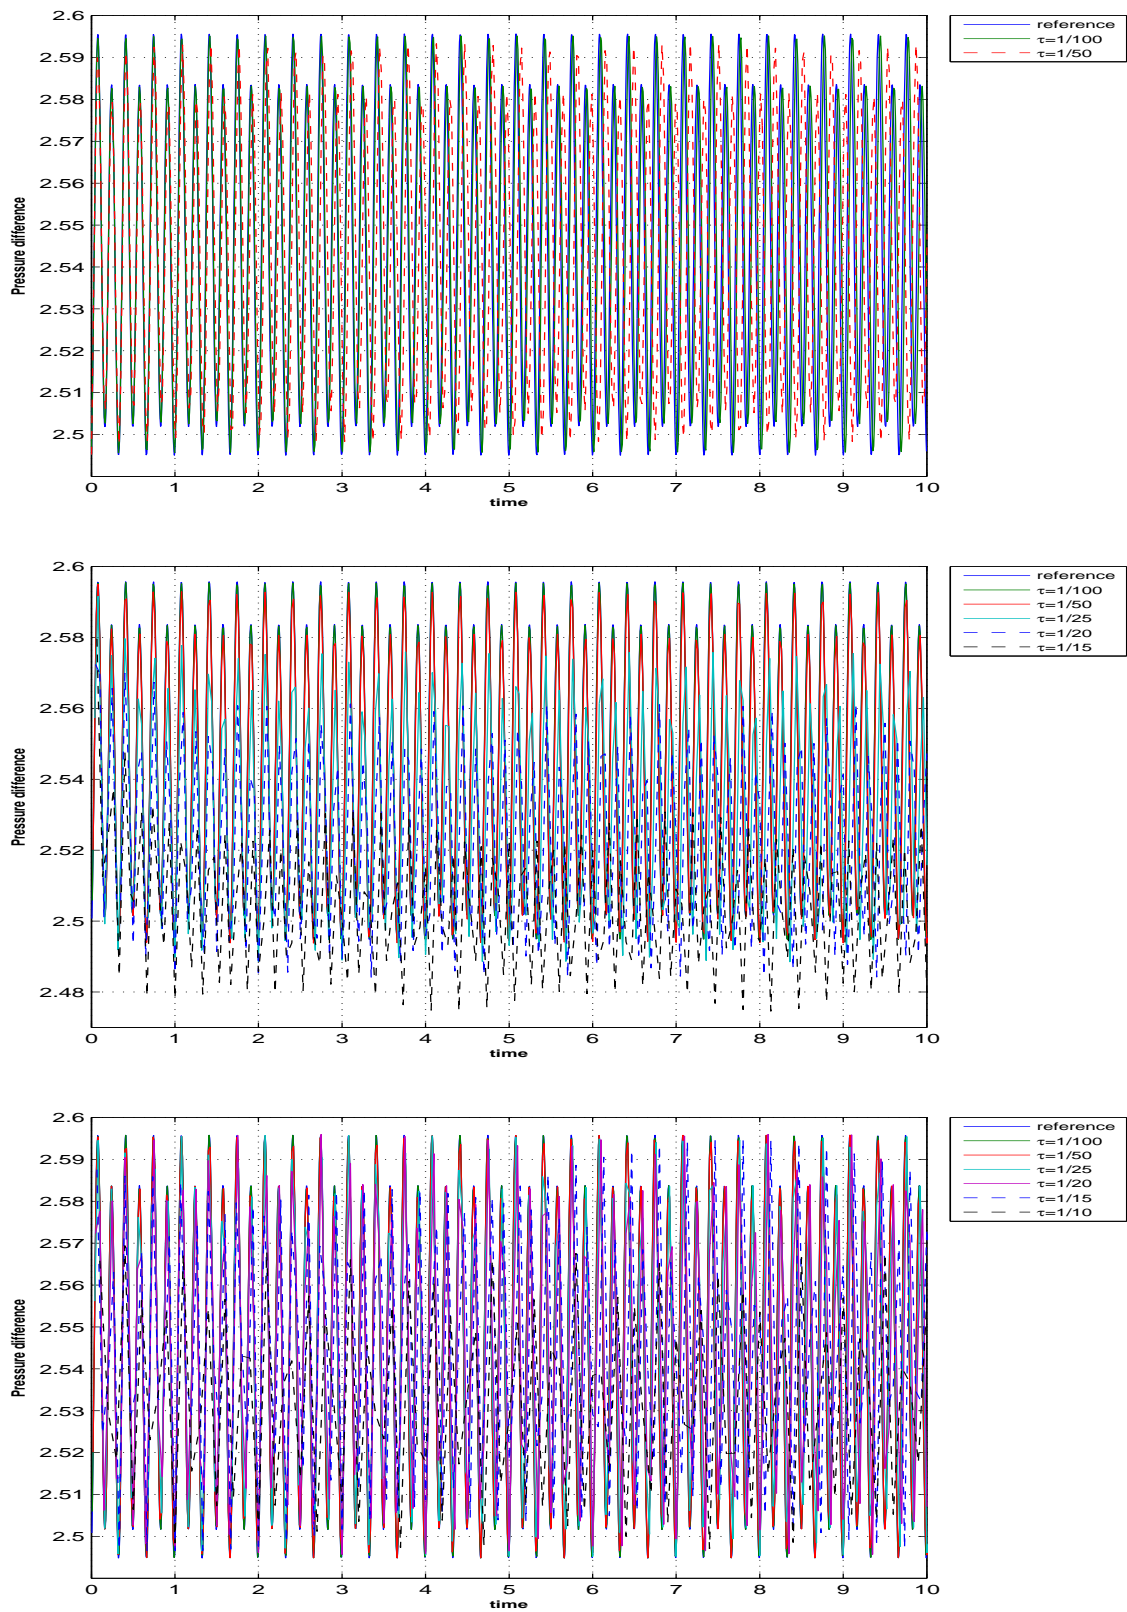 2.6
2.59
2.58
2.57
2.56
2.55
2.54
2.53
2.52
2.51
2.5
Pressure difference
0 1 2 3 4 5 6 7 8 9 10
time
reference
τ=1/100
τ=1/50
2.6
2.58
2.56
2.54
2.52
2.5
2.48
Pressure difference
0 1 2 3 4 5 6 7 8 9 10
time
reference
τ=1/100
τ=1/50
τ=1/25
τ=1/20
τ=1/15
2.6
2.59
2.58
2.57
2.56
2.55
2.54
2.53
2.52
2.51
2.5
Pressure difference
0 1 2 3 4 5 6 7 8 9 10
time
reference
τ=1/100
τ=1/50
τ=1/25
τ=1/20
τ=1/15
τ=1/10